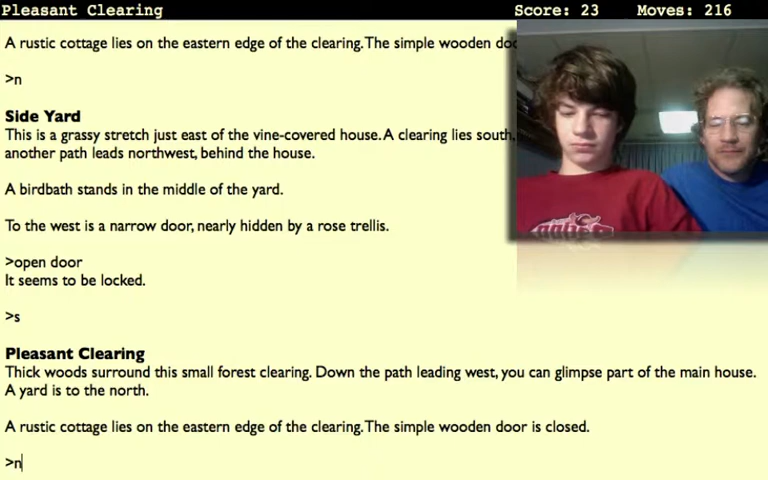 Pleasant Clearing Score: 23 Moves: 216
A rustic cottage lies on the eastern edge of the clearing.The simple wooden
>n
Side Yard
This is a grassy stretch just east of the vine-covered house. A clearing lies south,
another path leads northwest, behind the house.
A birdbath stands in the middle of the yard.
To the west is a narrow door, nearly hidden by a rose trellis.
>open door
It seems to be locked.
>s
Pleasant Clearing
Thick woods surround this small forest clearing. Down the path leading west, you can glimpse part of the main house.
A yard is to the north.
A rustic cottage lies on the eastern edge of the clearing.The simple wooden door is closed.
>n